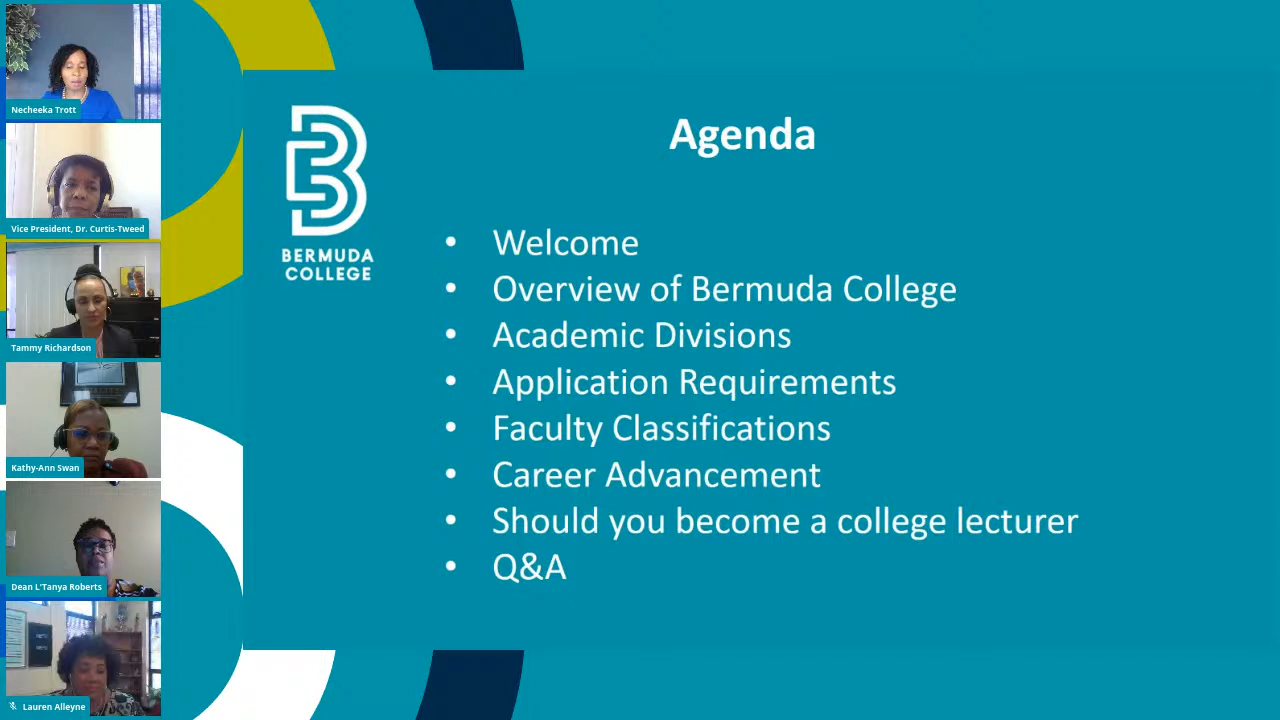 Necheeka Trott
Vice President, Dr. Curtis-Tweed
Tammy Richardson
Kathy-Ann Swan
Dean L'Tanya Roberts
Lauren Alleyne
BERMUDA
COLLEGE
Agenda
• Welcome
• Overview of Bermuda College
• Academic Divisions
• Application Requirements
• Faculty Classifications
• Career Advancement
• Should you become a college lecturer
• Q&A